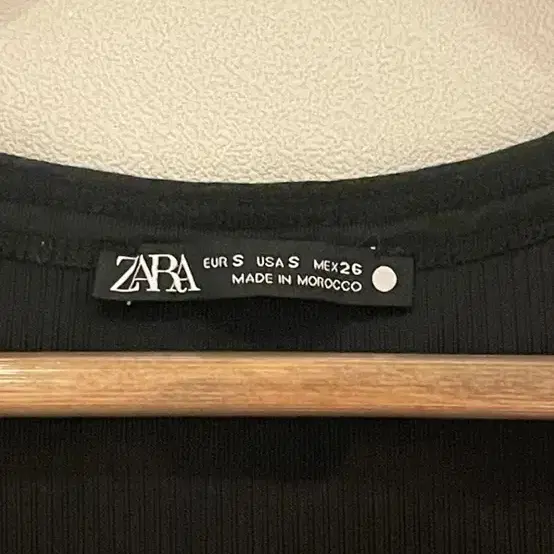 ZARA
EUR S USA S MEX 26
MADE IN MOROCCO